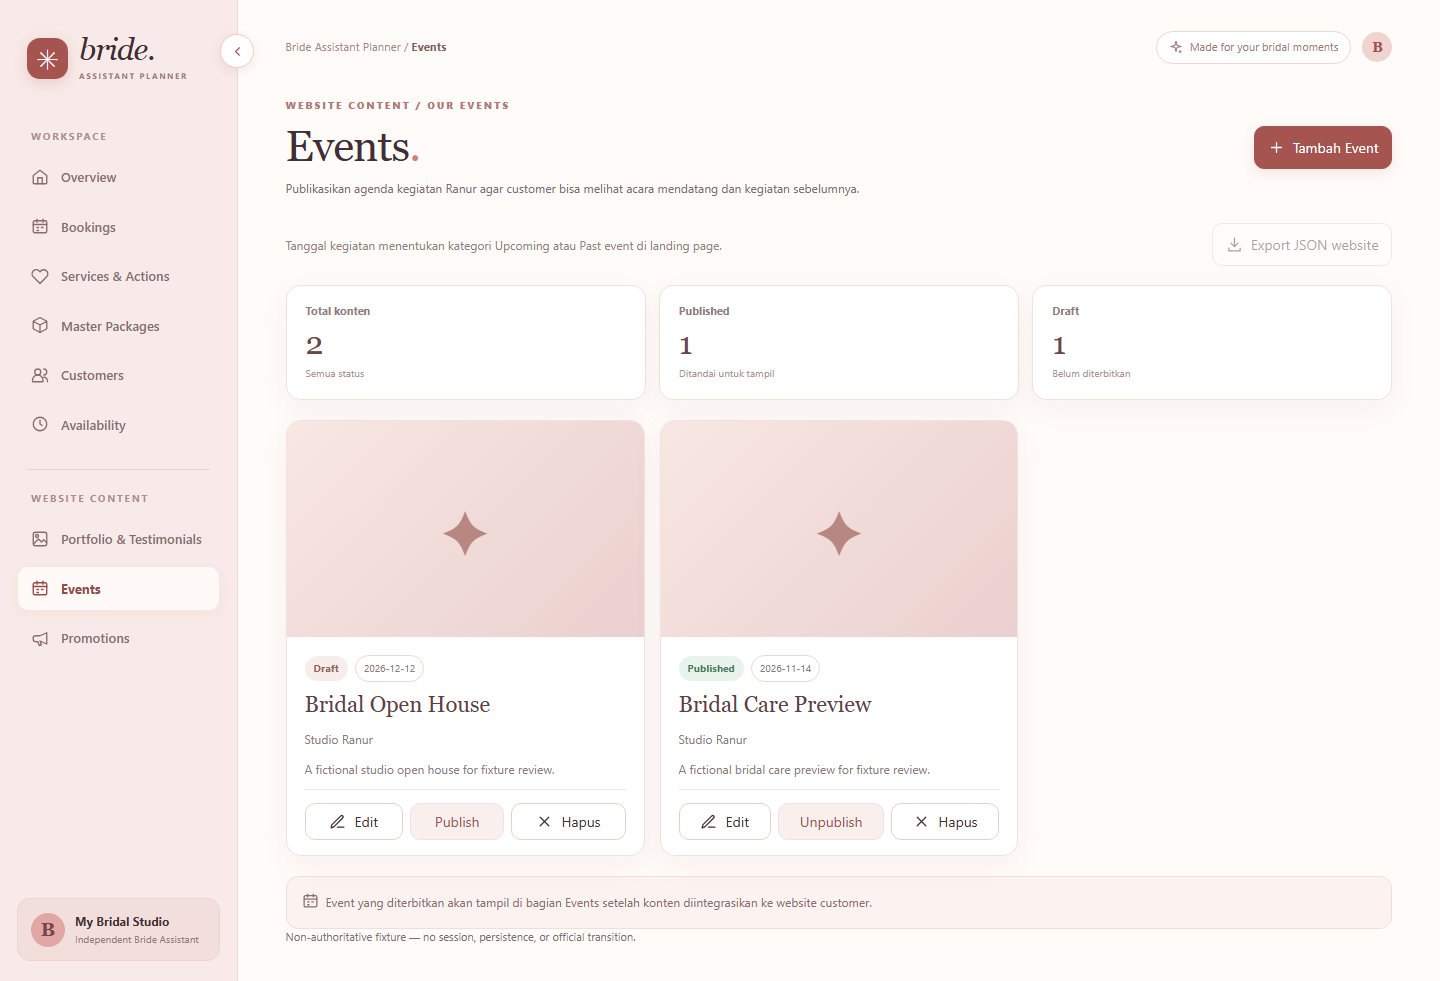 bride.
ASSISTANT PLANNER
WORKSPACE
Overview
Bookings
Services & Actions
Master Packages
Customers
Availability
WEBSITE CONTENT
Portfolio & Testimonials
Events
Promotions
B
My Bridal Studio
Independent Bride Assistant
Bride Assistant Planner / Events
Made for your bridal moments
B
WEBSITE CONTENT / OUR EVENTS
Events.
Publikasikan agenda kegiatan Ranur agar customer bisa melihat acara mendatang dan kegiatan sebelumnya.
Tambah Event
Tanggal kegiatan menentukan kategori Upcoming atau Past event di landing page.
Export JSON website
Total konten
2
Semua status
Published
1
Ditandai untuk tampil
Draft
1
Belum diterbitkan
Draft
2026-12-12
Bridal Open House
Studio Ranur
A fictional studio open house for fixture review.
Edit
Publish
Hapus
Published
2026-11-14
Bridal Care Preview
Studio Ranur
A fictional bridal care preview for fixture review.
Edit
Unpublish
Hapus
Event yang diterbitkan akan tampil di bagian Events setelah konten diintegrasikan ke website customer.
Non-authoritative fixture — no session, persistence, or official transition.